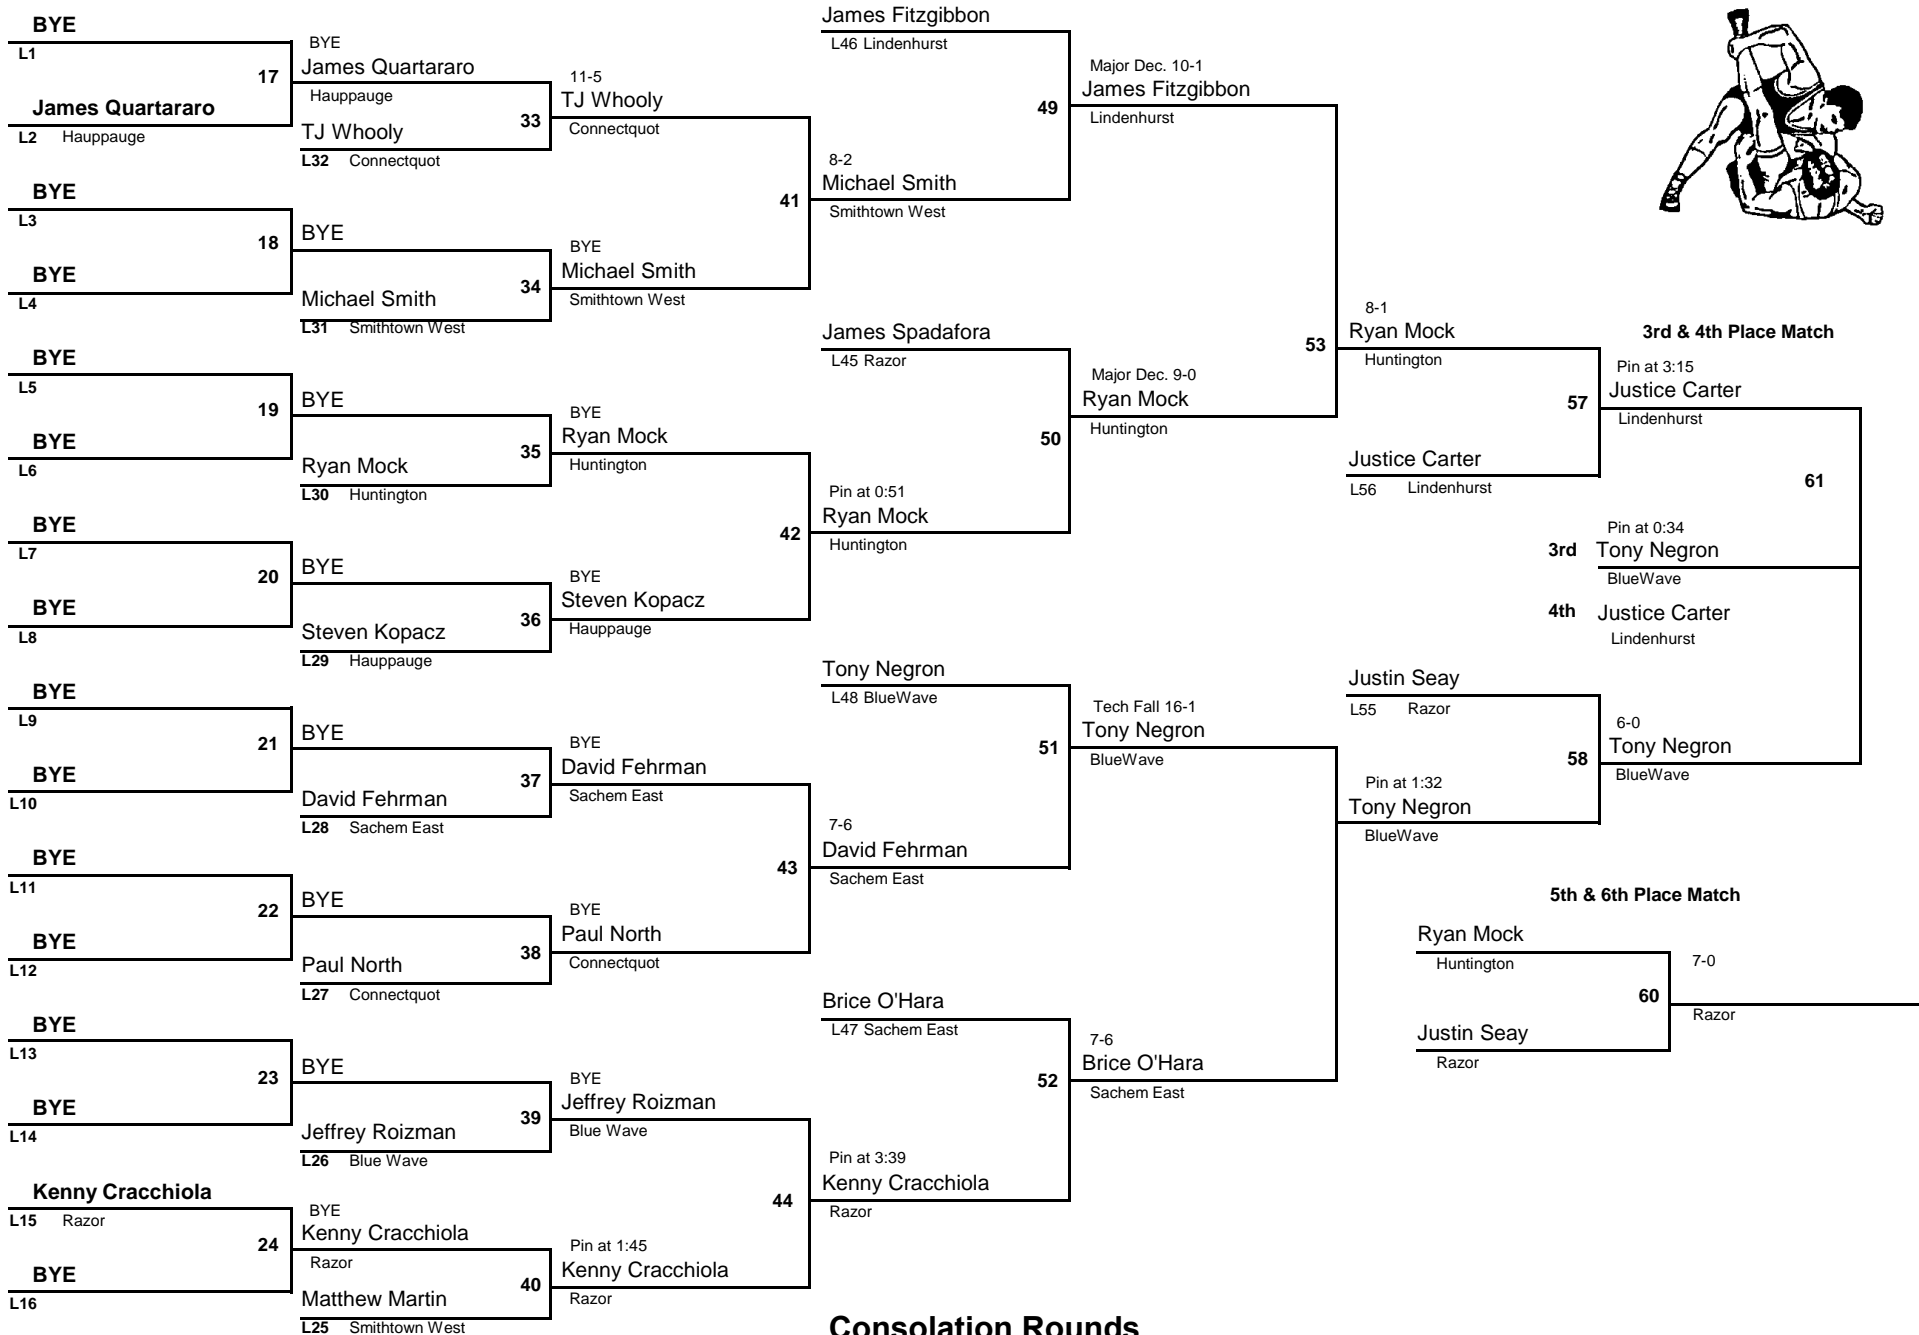 BYE
L1
17
James Quartararo
L2 Hauppauge
BYE
L3
18
BYE
L4
BYE
L5
19
BYE
L6
BYE
L7
20
BYE
L8
BYE
L9
21
BYE
L10
BYE
L11
22
BYE
L12
BYE
L13
23
BYE
L14
Kenny Cracchiola
L15 Razor
24
BYE
L16
BYE
James Quartararo
Hauppauge
33
TJ Whooly
L32 Connectquot
BYE
34
Michael Smith
L31 Smithtown West
BYE
35
Ryan Mock
L30 Huntington
BYE
36
Steven Kopacz
L29 Hauppauge
BYE
37
David Fehrman
L28 Sachem East
BYE
38
Paul North
L27 Connectquot
BYE
39
Jeffrey Roizman
L26 Blue Wave
BYE
Kenny Cracchiola
Razor
40
Matthew Martin
L25 Smithtown West
11-5
TJ Whooly
Connectquot
41
BYE
Michael Smith
Smithtown West
BYE
Ryan Mock
Huntington
42
BYE
Steven Kopacz
Hauppauge
BYE
David Fehrman
Sachem East
43
BYE
Paul North
Connectquot
BYE
Jeffrey Roizman
Blue Wave
44
Pin at 1:45
Kenny Cracchiola
Razor
James Fitzgibbon
L46 Lindenhurst
49
8-2
Michael Smith
Smithtown West
James Spadafora
L45 Razor
50
Pin at 0:51
Ryan Mock
Huntington
Tony Negron
L48 BlueWave
51
7-6
David Fehrman
Sachem East
Brice O'Hara
L47 Sachem East
52
Pin at 3:39
Kenny Cracchiola
Razor
Major Dec. 10-1
James Fitzgibbon
Lindenhurst
53
Major Dec. 9-0
Ryan Mock
Huntington
Tech Fall 16-1
Tony Negron
BlueWave
7-6
Brice O'Hara
Sachem East
8-1
Ryan Mock
Huntington
57
Justice Carter
L56 Lindenhurst
Justin Seay
L55 Razor
58
Pin at 1:32
Tony Negron
BlueWave
3rd & 4th Place Match
Pin at 3:15
Justice Carter
Lindenhurst
61
Pin at 0:34
3rd Tony Negron
BlueWave
4th Justice Carter
Lindenhurst
6-0
Tony Negron
BlueWave
5th & 6th Place Match
Ryan Mock
Huntington
60
7-0
Razor
Justin Seay
Razor
Consolation Rounds